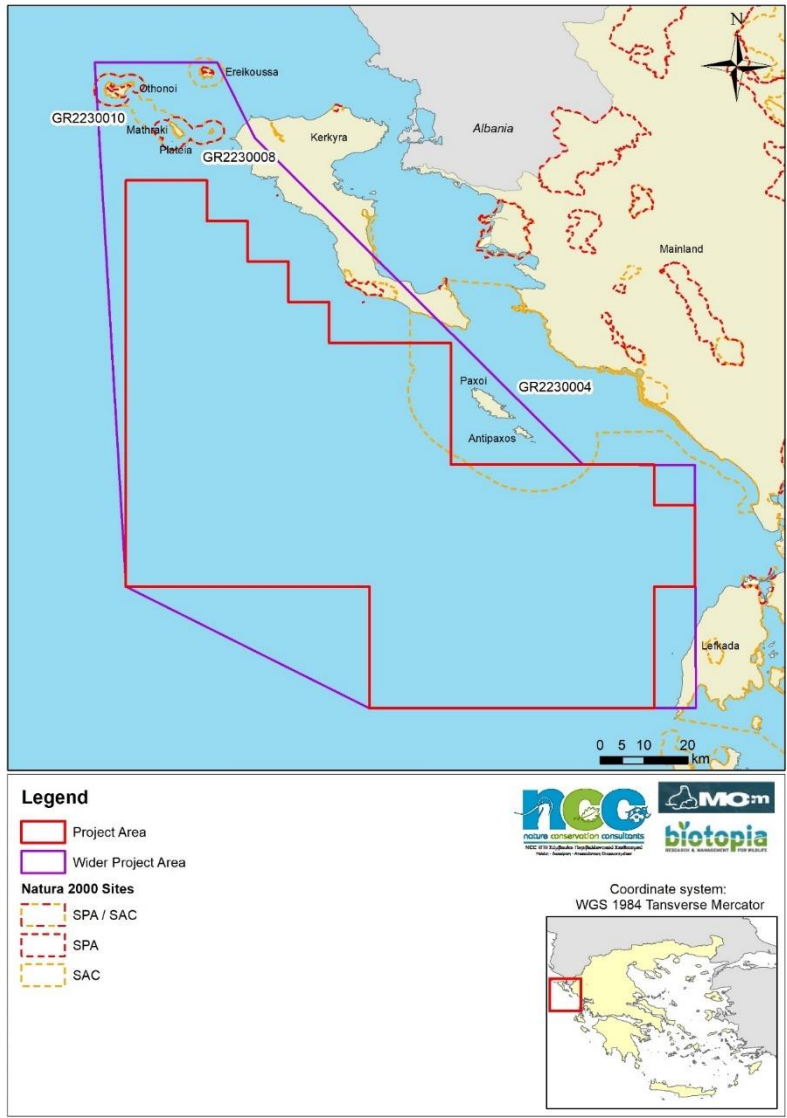 N
Ereikoussa
Othonoi
GR2230010
Mathraki
Plateia
GR2230008
Kerkyra
Albania
Mainland
Paxoi
GR2230004
Antipaxos
Lefkada
0 5 10 20
km
Legend
Project Area
Wider Project Area
Natura 2000 Sites
SPA / SAC
SPA
SAC
ncc
nature conservation consultants
MC:m
biotopia
RESEARCH & MANAGEMENT FOR WILDLIFE
Coordinate system:
WGS 1984 Tansverse Mercator